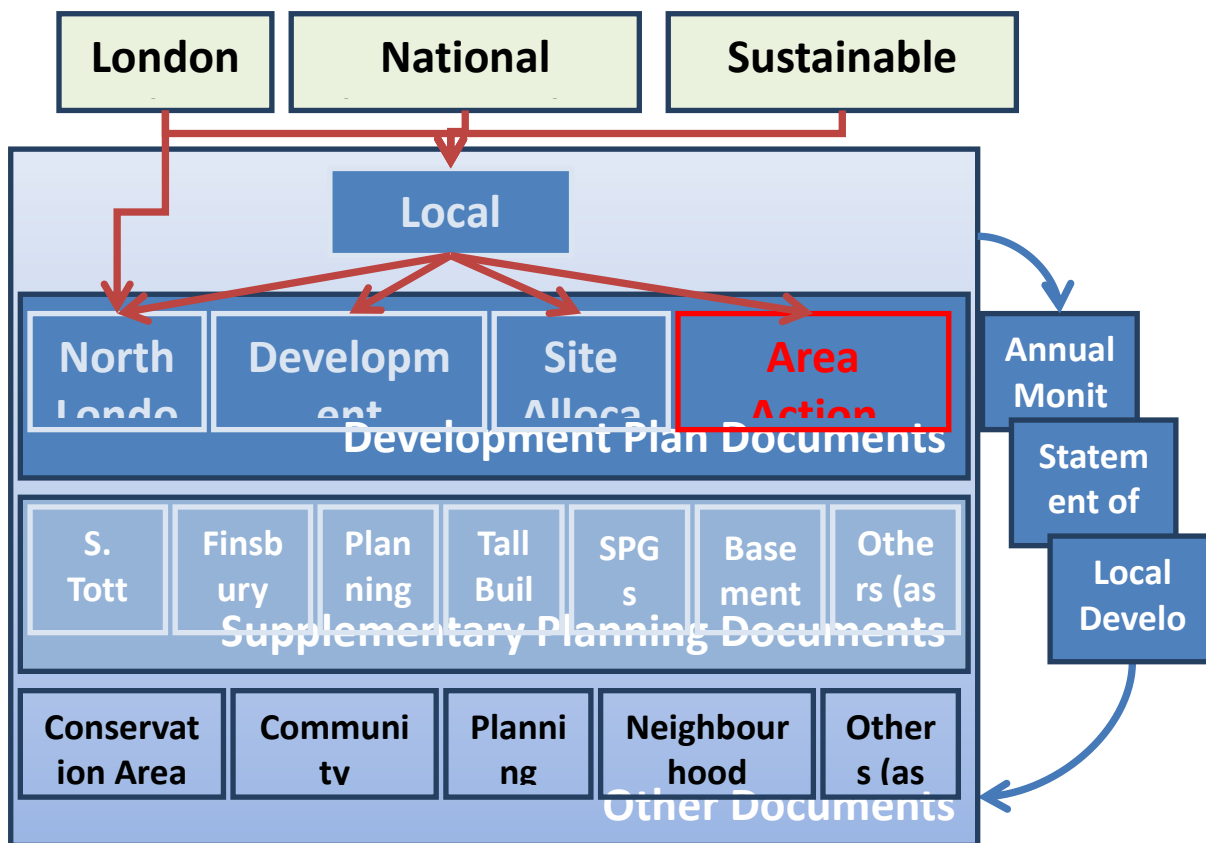 London
National
Sustainable
Local
North
Londo
Developm
ent
Site
Alloca
Area
Action
Development Plan Documents
Annual
Monit
Statem
ent of
Local
Develo
S.
Tott
Finsb
ury
Plan
ning
Tall
Buil
SPG
s
Base
ment
Othe
rs (as
Supplementary Planning Documents
Conservat
ion Area
Communi
ty
Planni
ng
Neighbour
hood
Other
s (as
Other Documents